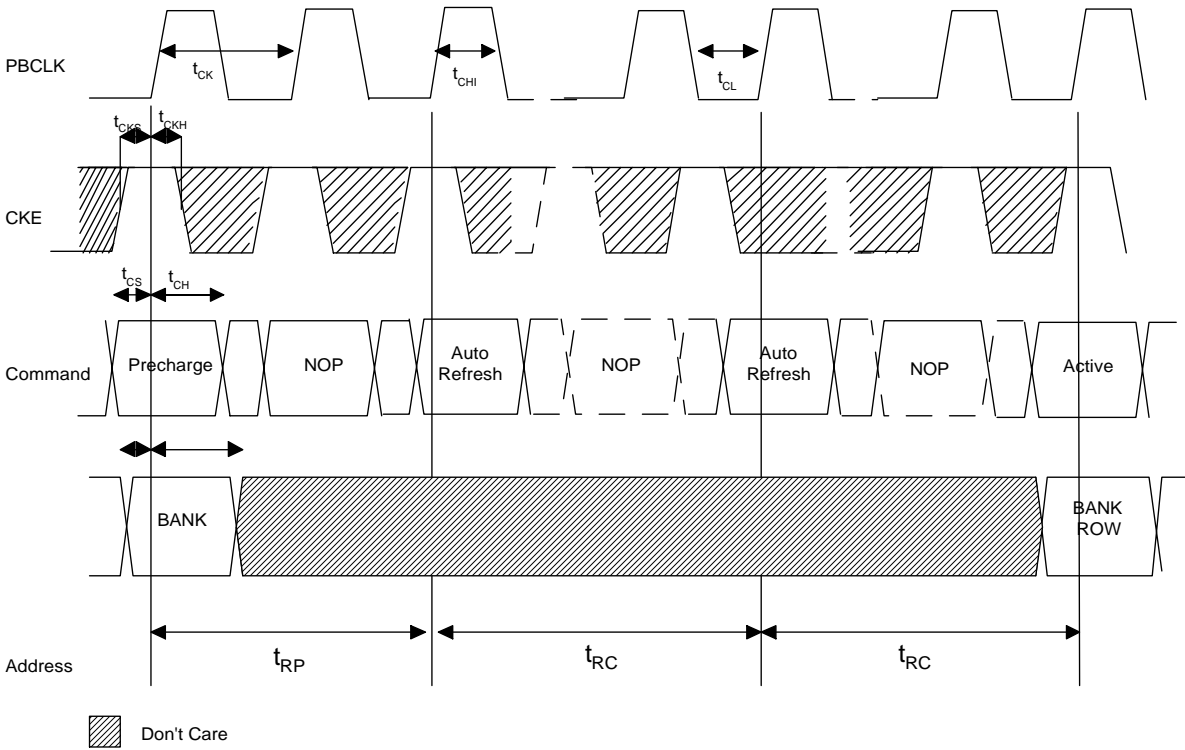 PBCLK
tCK
tCHI
tCL
tCKS
tCKH
CKE
tCS
tCH
Command
Precharge
NOP
Auto
Refresh
NOP
Auto
Refresh
NOP
Active
BANK
BANK
ROW
tRP
tRC
tRC
Address
Don't Care